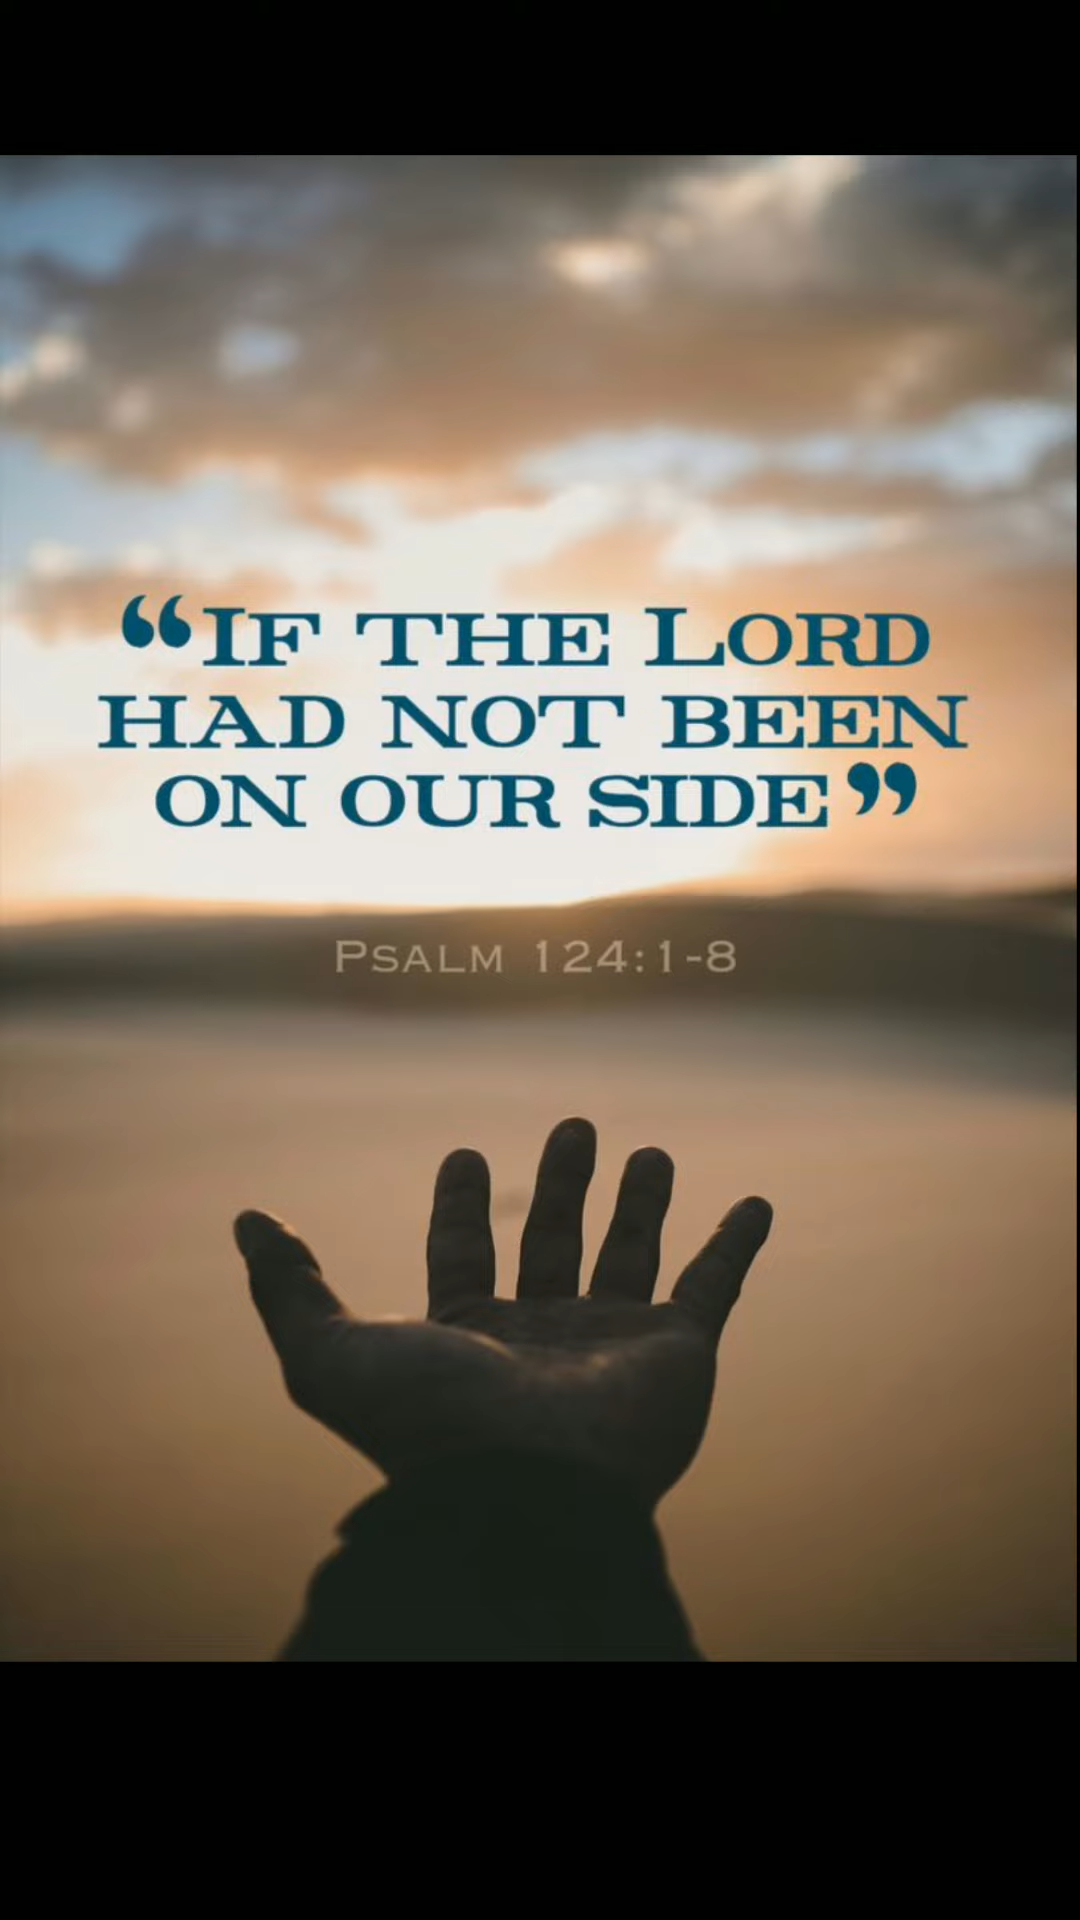 “If the Lord
had not been
on our side”
Psalm 124:1-8